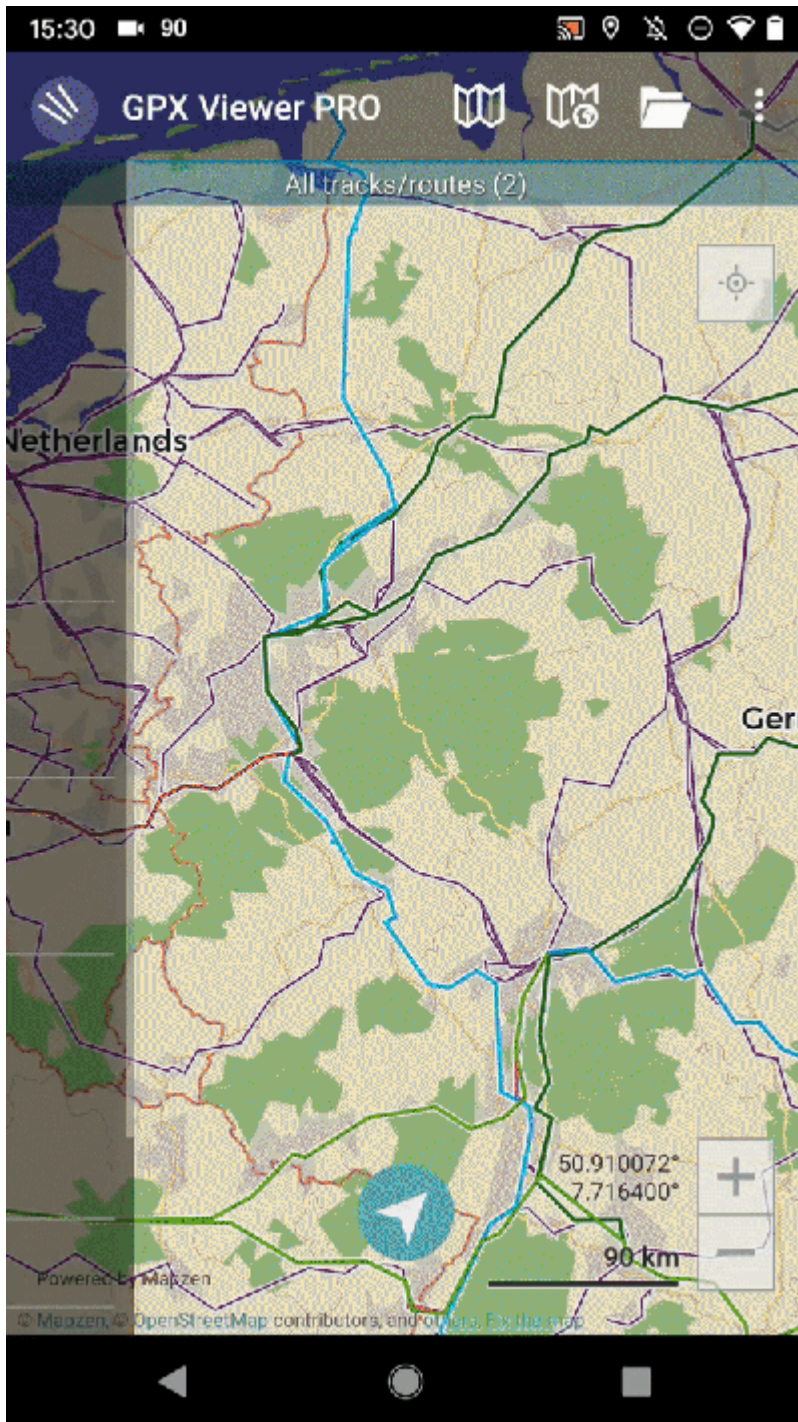 15:30 90
GPX Viewer PRO
All tracks/routes (2)
Netherlands
Ger
50.910072°
7.716400°
90 km
Powered by Mapzen
© Mapzen, © OpenStreetMap contributors, and others, Fix the map